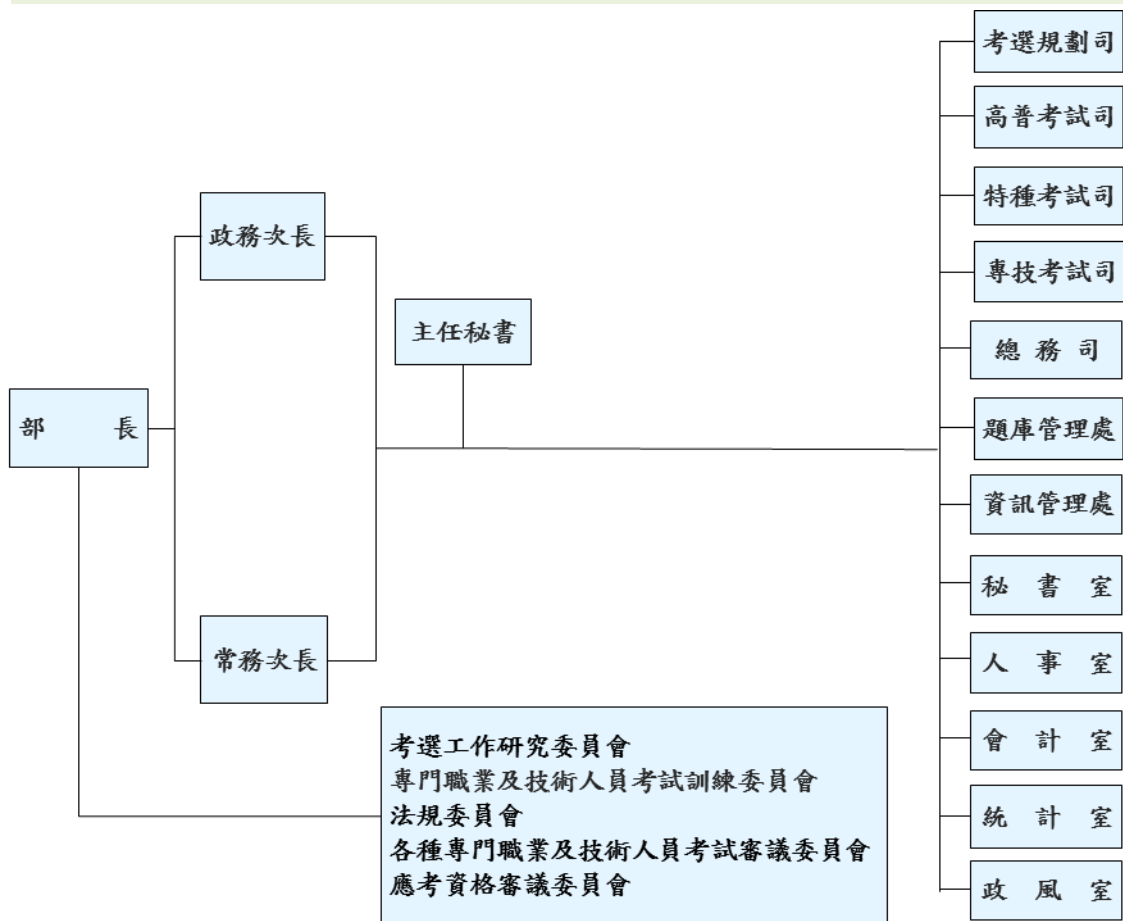 部長
政務次長
常務次長
主任秘書
考選工作研究委員會
專門職業及技術人員考試訓練委員會
法規委員會
各種專門職業及技術人員考試審議委員會
應考資格審議委員會
考選規劃司
高普考試司
特種考試司
專技考試司
總務司
題庫管理處
資訊管理處
秘書室
人事室
會計室
統計室
政風室